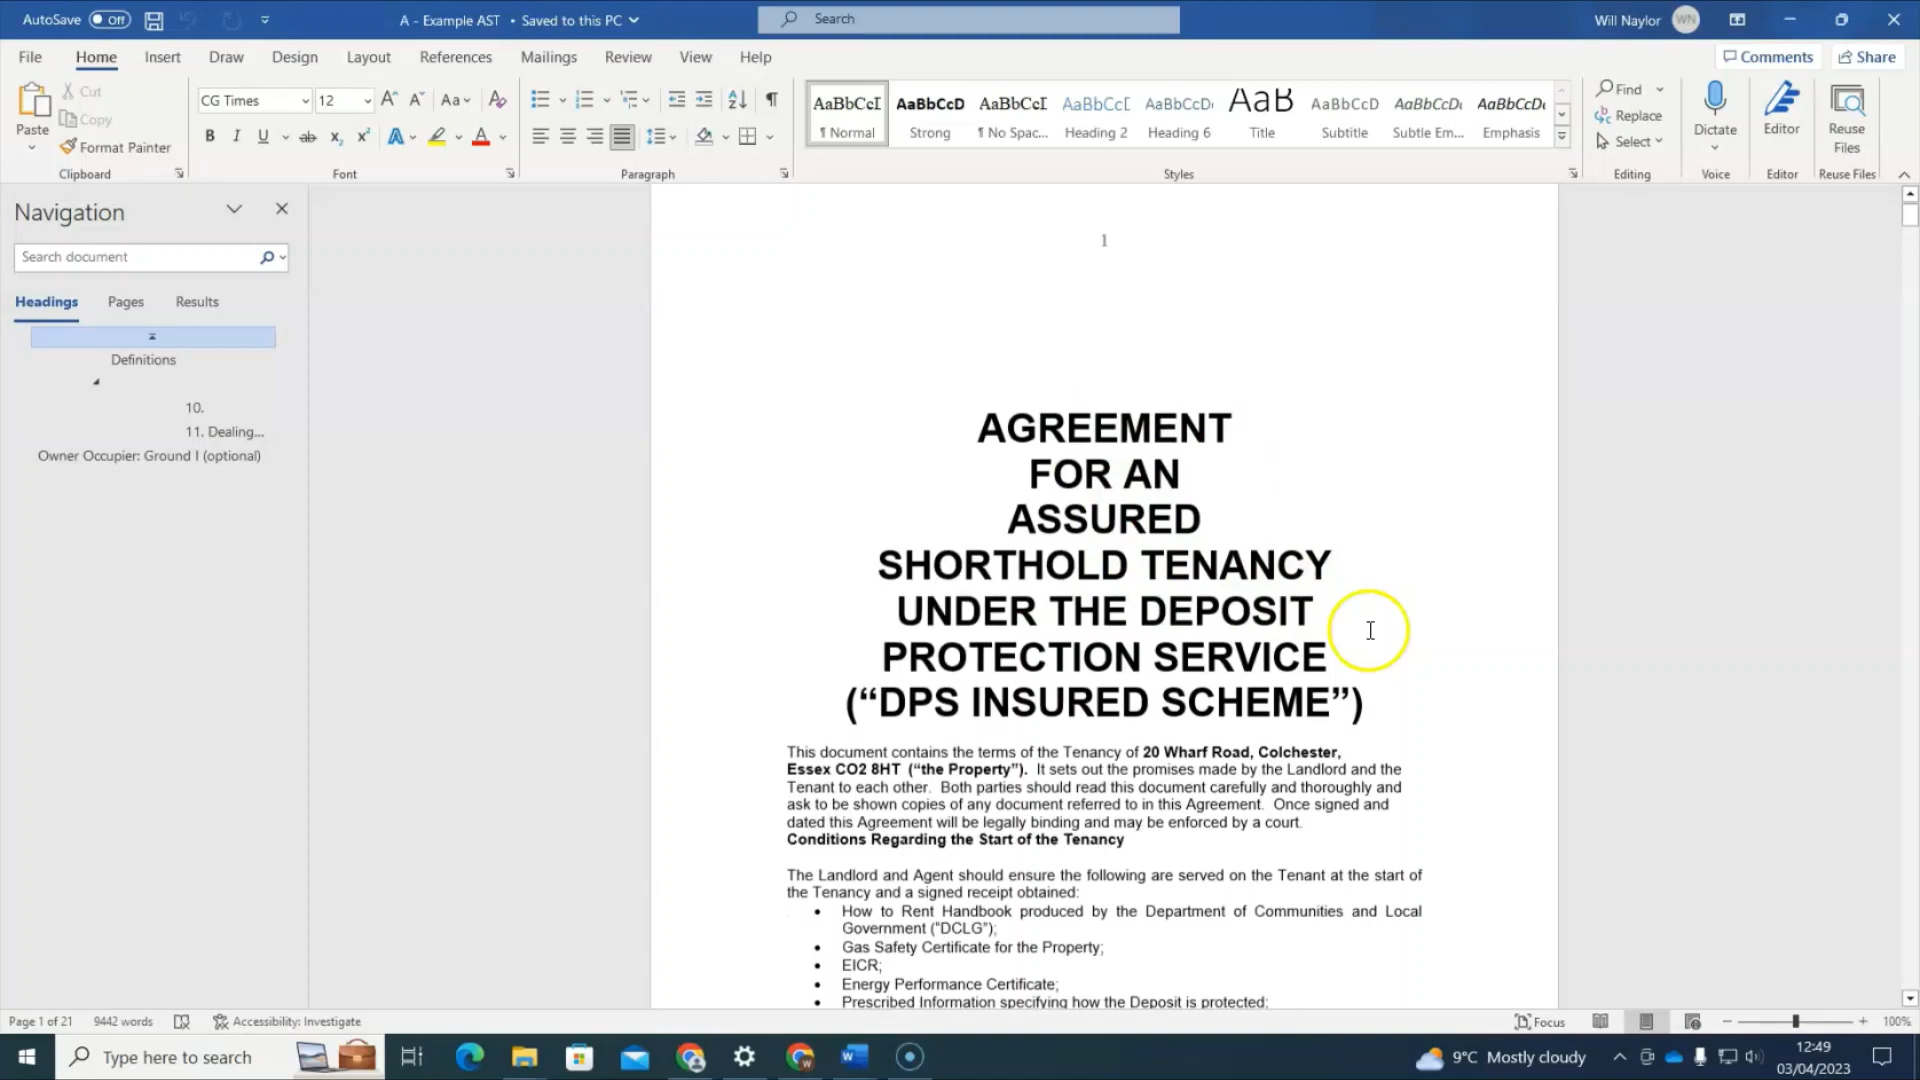 AutoSave Off
A - Example AST • Saved to this PC
Search
Will Naylor WN
File Home Insert Draw Design Layout References Mailings Review View Help
Comments Share
Paste
Cut
Copy
Format Painter
Clipboard
CG Times 12
Font
Paragraph
AaBbCcI AaBbCcD AaBbCcI AaBbCcI AaBbCcD AaB AaBbCcD AaBbCcD AaBbCcD
¶ Normal Strong ¶ No Spac... Heading 2 Heading 6 Title Subtitle Subtle Em... Emphasis
Styles
Find
Replace
Select
Editing
Dictate
Voice
Editor
Editor
Reuse
Files
Reuse Files
Navigation
Search document
Headings Pages Results
Definitions
10.
11. Dealing...
Owner Occupier: Ground I (optional)
1
AGREEMENT
FOR AN
ASSURED
SHORTHOLD TENANCY
UNDER THE DEPOSIT
PROTECTION SERVICE
(“DPS INSURED SCHEME”)
This document contains the terms of the Tenancy of 20 Wharf Road, Colchester,
Essex CO2 8HT (“the Property”). It sets out the promises made by the Landlord and the
Tenant to each other. Both parties should read this document carefully and thoroughly and
ask to be shown copies of any document referred to in this Agreement. Once signed and
dated this Agreement will be legally binding and may be enforced by a court.
Conditions Regarding the Start of the Tenancy
The Landlord and Agent should ensure the following are served on the Tenant at the start of
the Tenancy and a signed receipt obtained:
• How to Rent Handbook produced by the Department of Communities and Local
Government (“DCLG”);
• Gas Safety Certificate for the Property;
• EICR;
• Energy Performance Certificate;
• Prescribed Information specifying how the Deposit is protected;
Page 1 of 21 9442 words Accessibility: Investigate
Focus
100%
Type here to search
9°C Mostly cloudy
12:49
03/04/2023